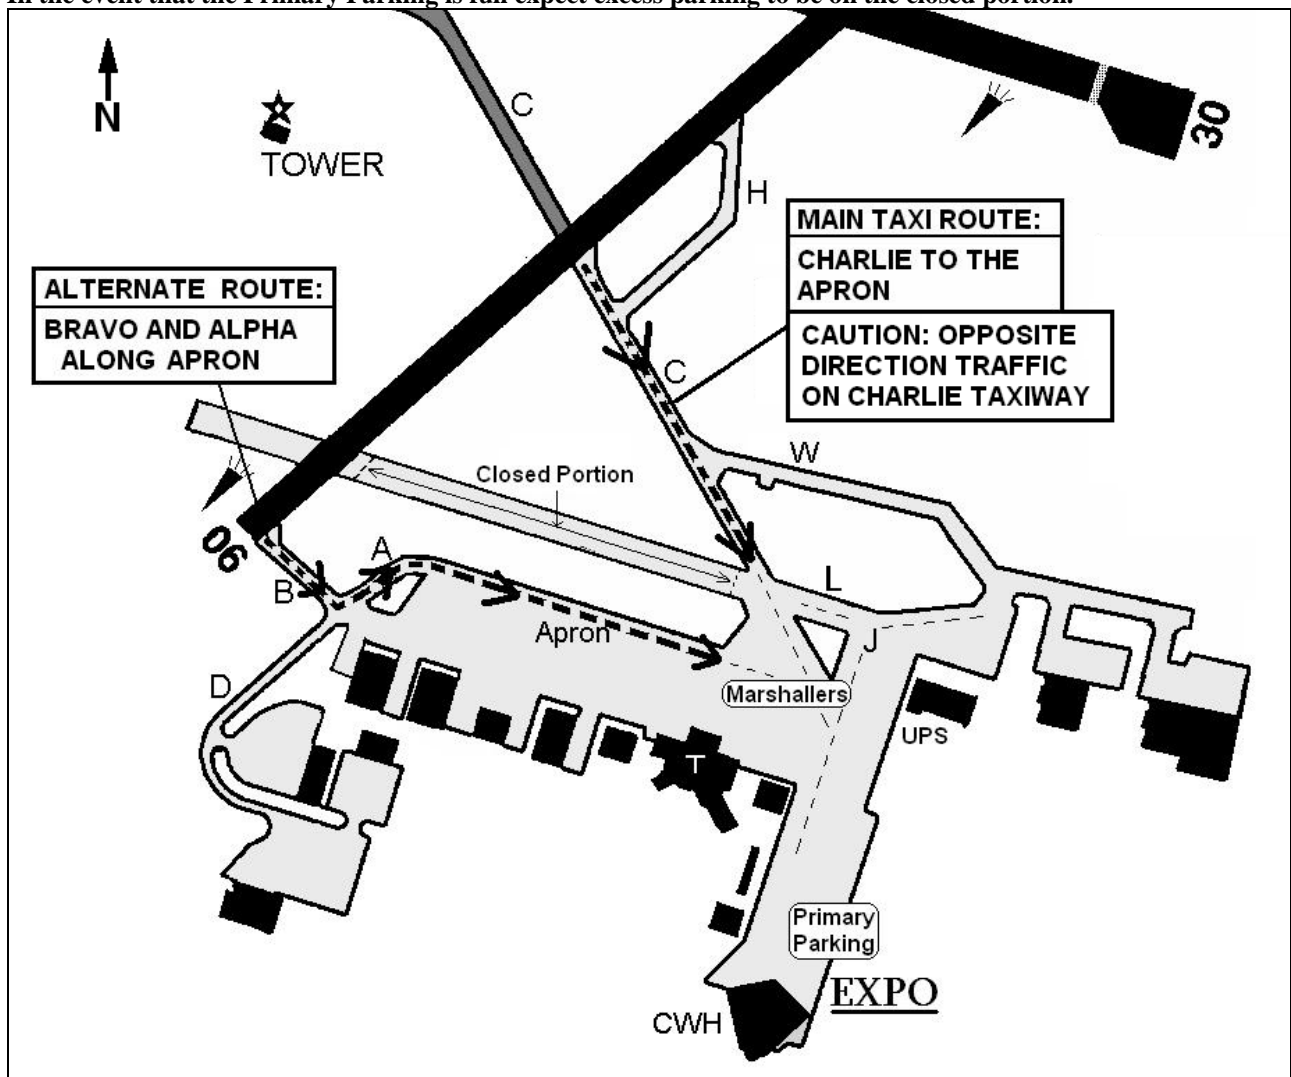 In the event that the Primary Parking is full expect excess parking to be on the closed portion.
N
TOWER
C
30
H
MAIN TAXI ROUTE:
CHARLIE TO THE
APRON
CAUTION: OPPOSITE
DIRECTION TRAFFIC
ON CHARLIE TAXIWAY
ALTERNATE ROUTE:
BRAVO AND ALPHA
ALONG APRON
C
W
Closed Portion
06
A
B
L
Apron
J
D
Marshallers
UPS
T
Primary
Parking
EXPO
CWH